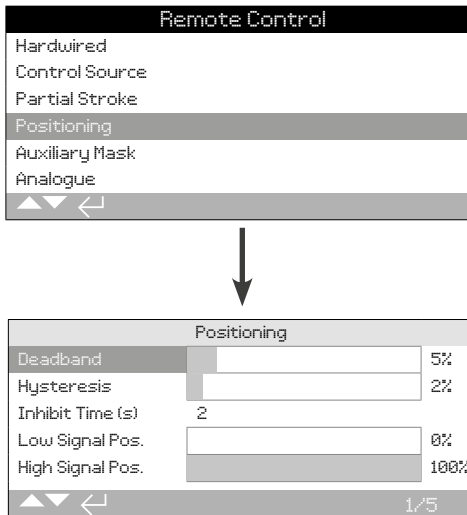 Remote Control
Hardwired
Control Source
Partial Stroke
Positioning
Auxiliary Mask
Analogue
Positioning
Deadband 5%
Hysteresis 2%
Inhibit Time (s) 2
Low Signal Pos. 0%
High Signal Pos. 100%
1/5